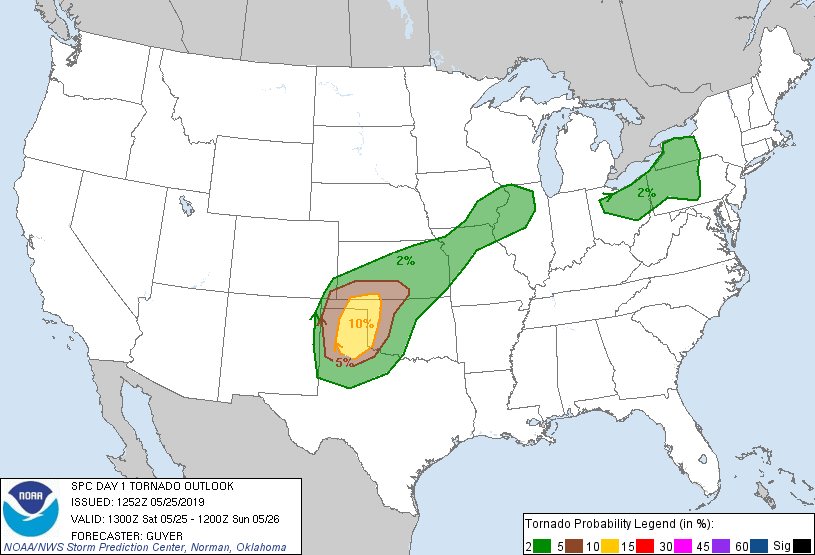 2%
2%
10%
5%
NOAA
SPC DAY 1 TORNADO OUTLOOK
ISSUED: 1252Z 05/25/2019
VALID: 1300Z Sat 05/25 - 1200Z Sun 05/26
FORECASTER: GUYER
NOAA/NWS Storm Prediction Center, Norman, Oklahoma
Tornado Probability Legend (in %):
2 5 10 15 30 45 60 Sig